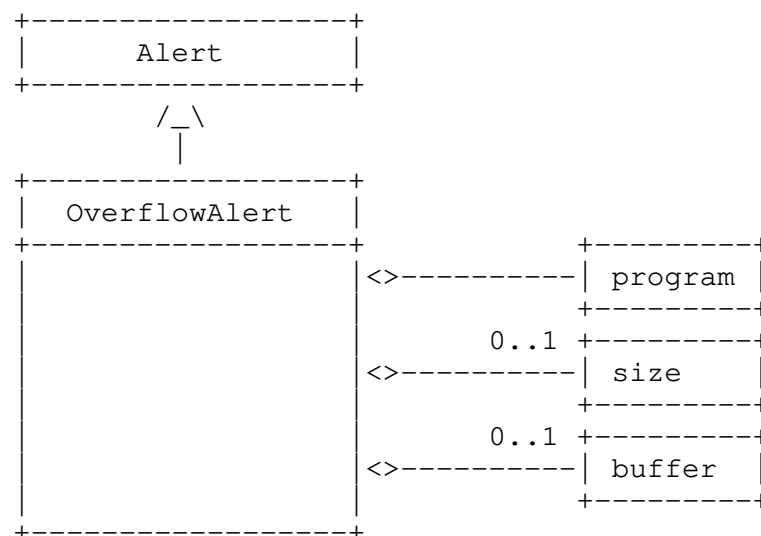 Alert
OverflowAlert
program
0..1
size
0..1
buffer